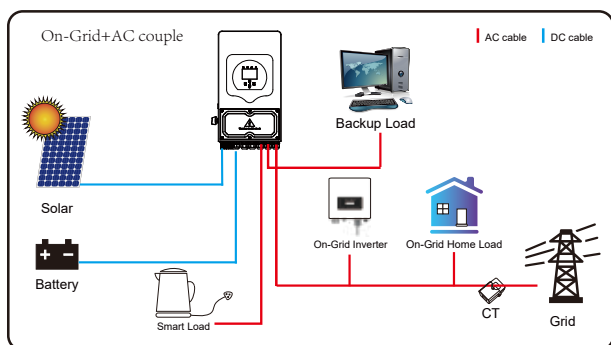 On-Grid+AC couple
AC cable
DC cable
Backup Load
Solar
On-Grid Inverter
On-Grid Home Load
Battery
Smart Load
CT
Grid